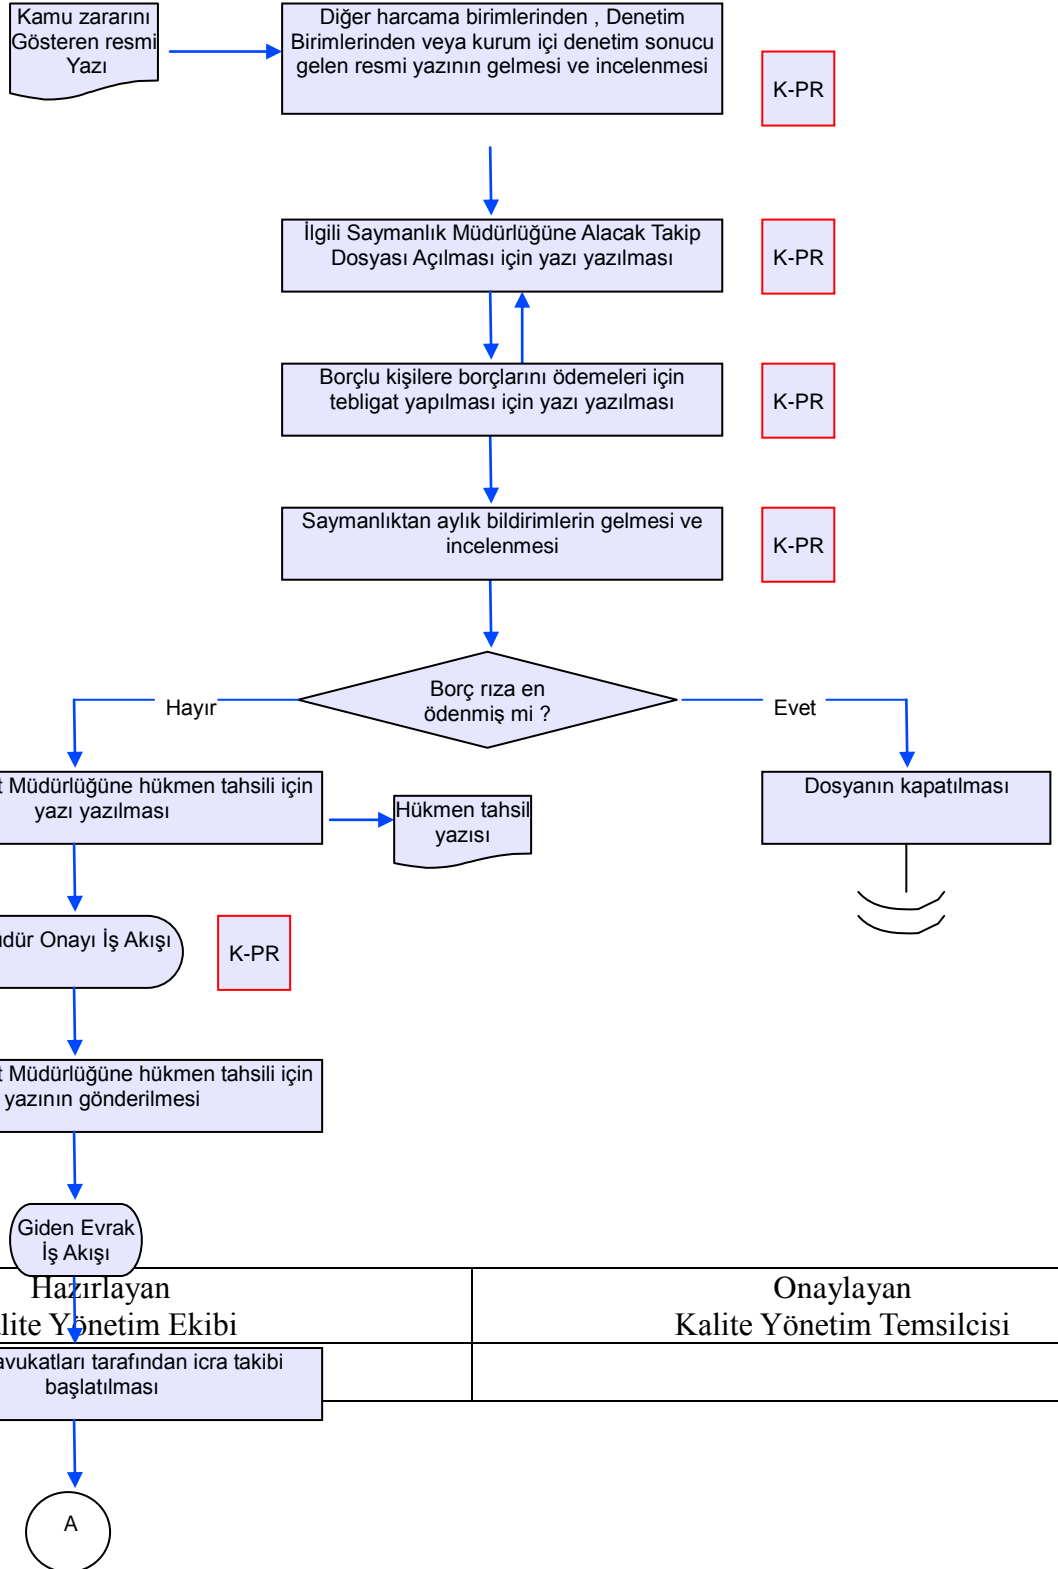 Kamu zararını
Gösteren resmi
Yazı
Diğer harcama birimlerinden , Denetim
Birimlerinden veya kurum içi denetim sonucu
gelen resmi yazının gelmesi ve incelenmesi
K-PR
İlgili Saymanlık Müdürlüğüne Alacak Takip
Dosyası Açılması için yazı yazılması
K-PR
Borçlu kişilere borçlarını ödemeleri için
tebligat yapılması için yazı yazılması
K-PR
Saymanlıktan aylık bildirimlerin gelmesi ve
incelenmesi
K-PR
Borç rıza en
ödenmiş mi ?
Hayır
Evet
Müdürlüğüne hükmen tahsili için
yazı yazılması
Hükmen tahsil
yazısı
Dosyanın kapatılması
dür Onayı İş Akışı
K-PR
Müdürlüğüne hükmen tahsili için
yazının gönderilmesi
Giden Evrak
İş Akışı
Hazırlayan
lite Yönetim Ekibi
Onaylayan
Kalite Yönetim Temsilcisi
avukatları tarafından icra takibi
başlatılması
A